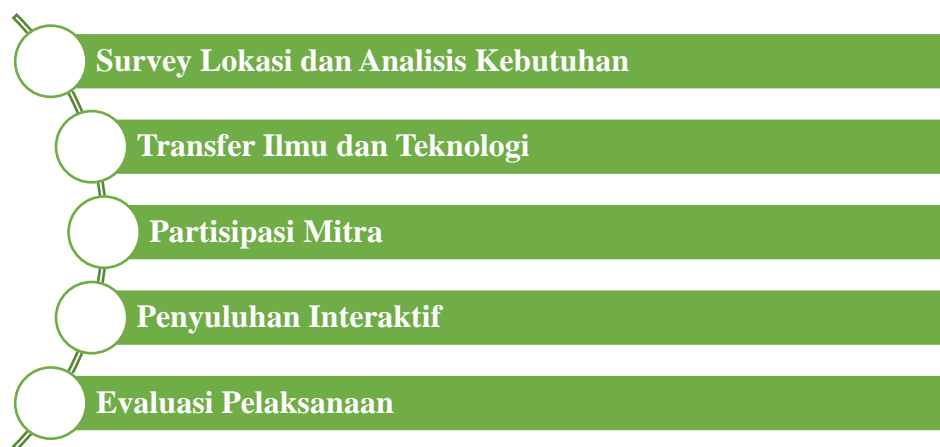 Survey Lokasi dan Analisis Kebutuhan
Transfer Ilmu dan Teknologi
Partisipasi Mitra
Penyuluhan Interaktif
Evaluasi Pelaksanaan